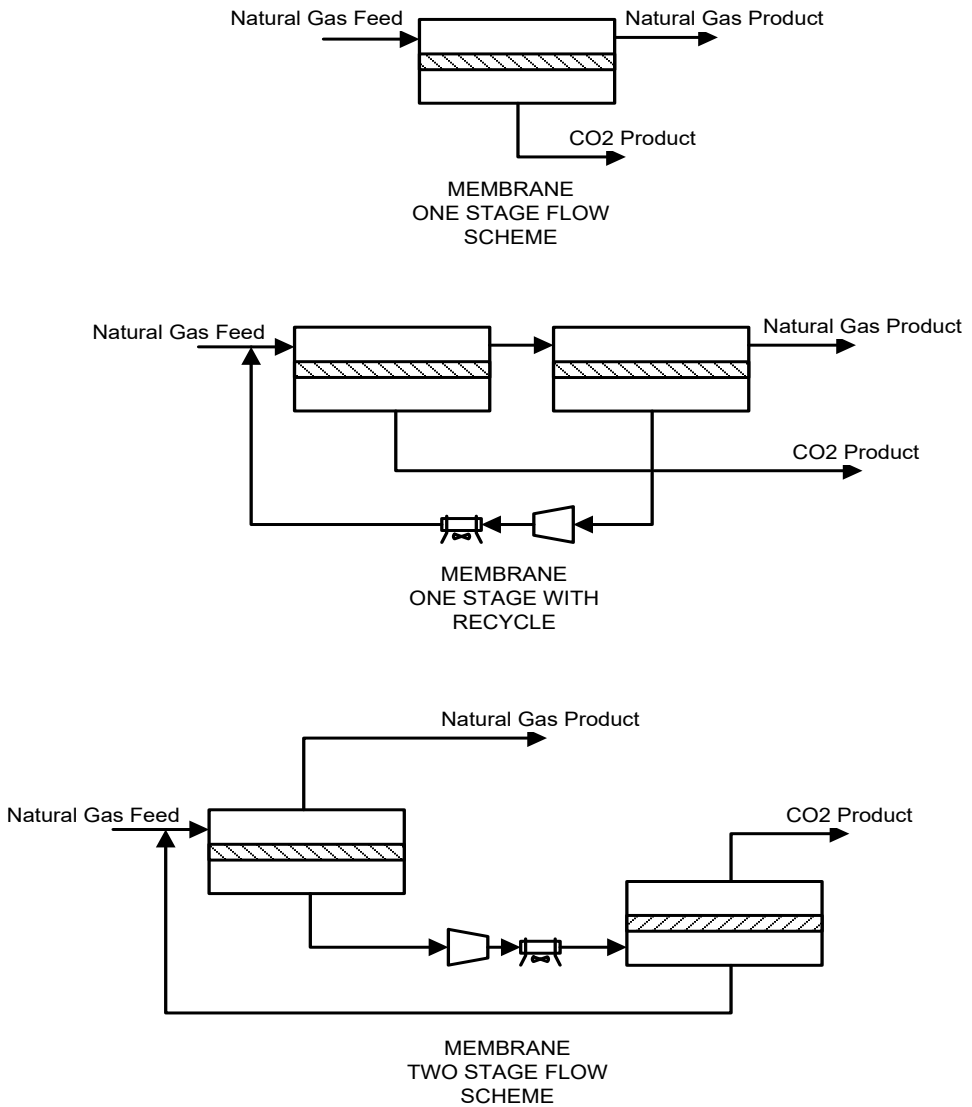 Natural Gas Feed
Natural Gas Product
CO2 Product
MEMBRANE
ONE STAGE FLOW
SCHEME
Natural Gas Feed
Natural Gas Product
CO2 Product
MEMBRANE
ONE STAGE WITH
RECYCLE
Natural Gas Product
Natural Gas Feed
CO2 Product
MEMBRANE
TWO STAGE FLOW
SCHEME